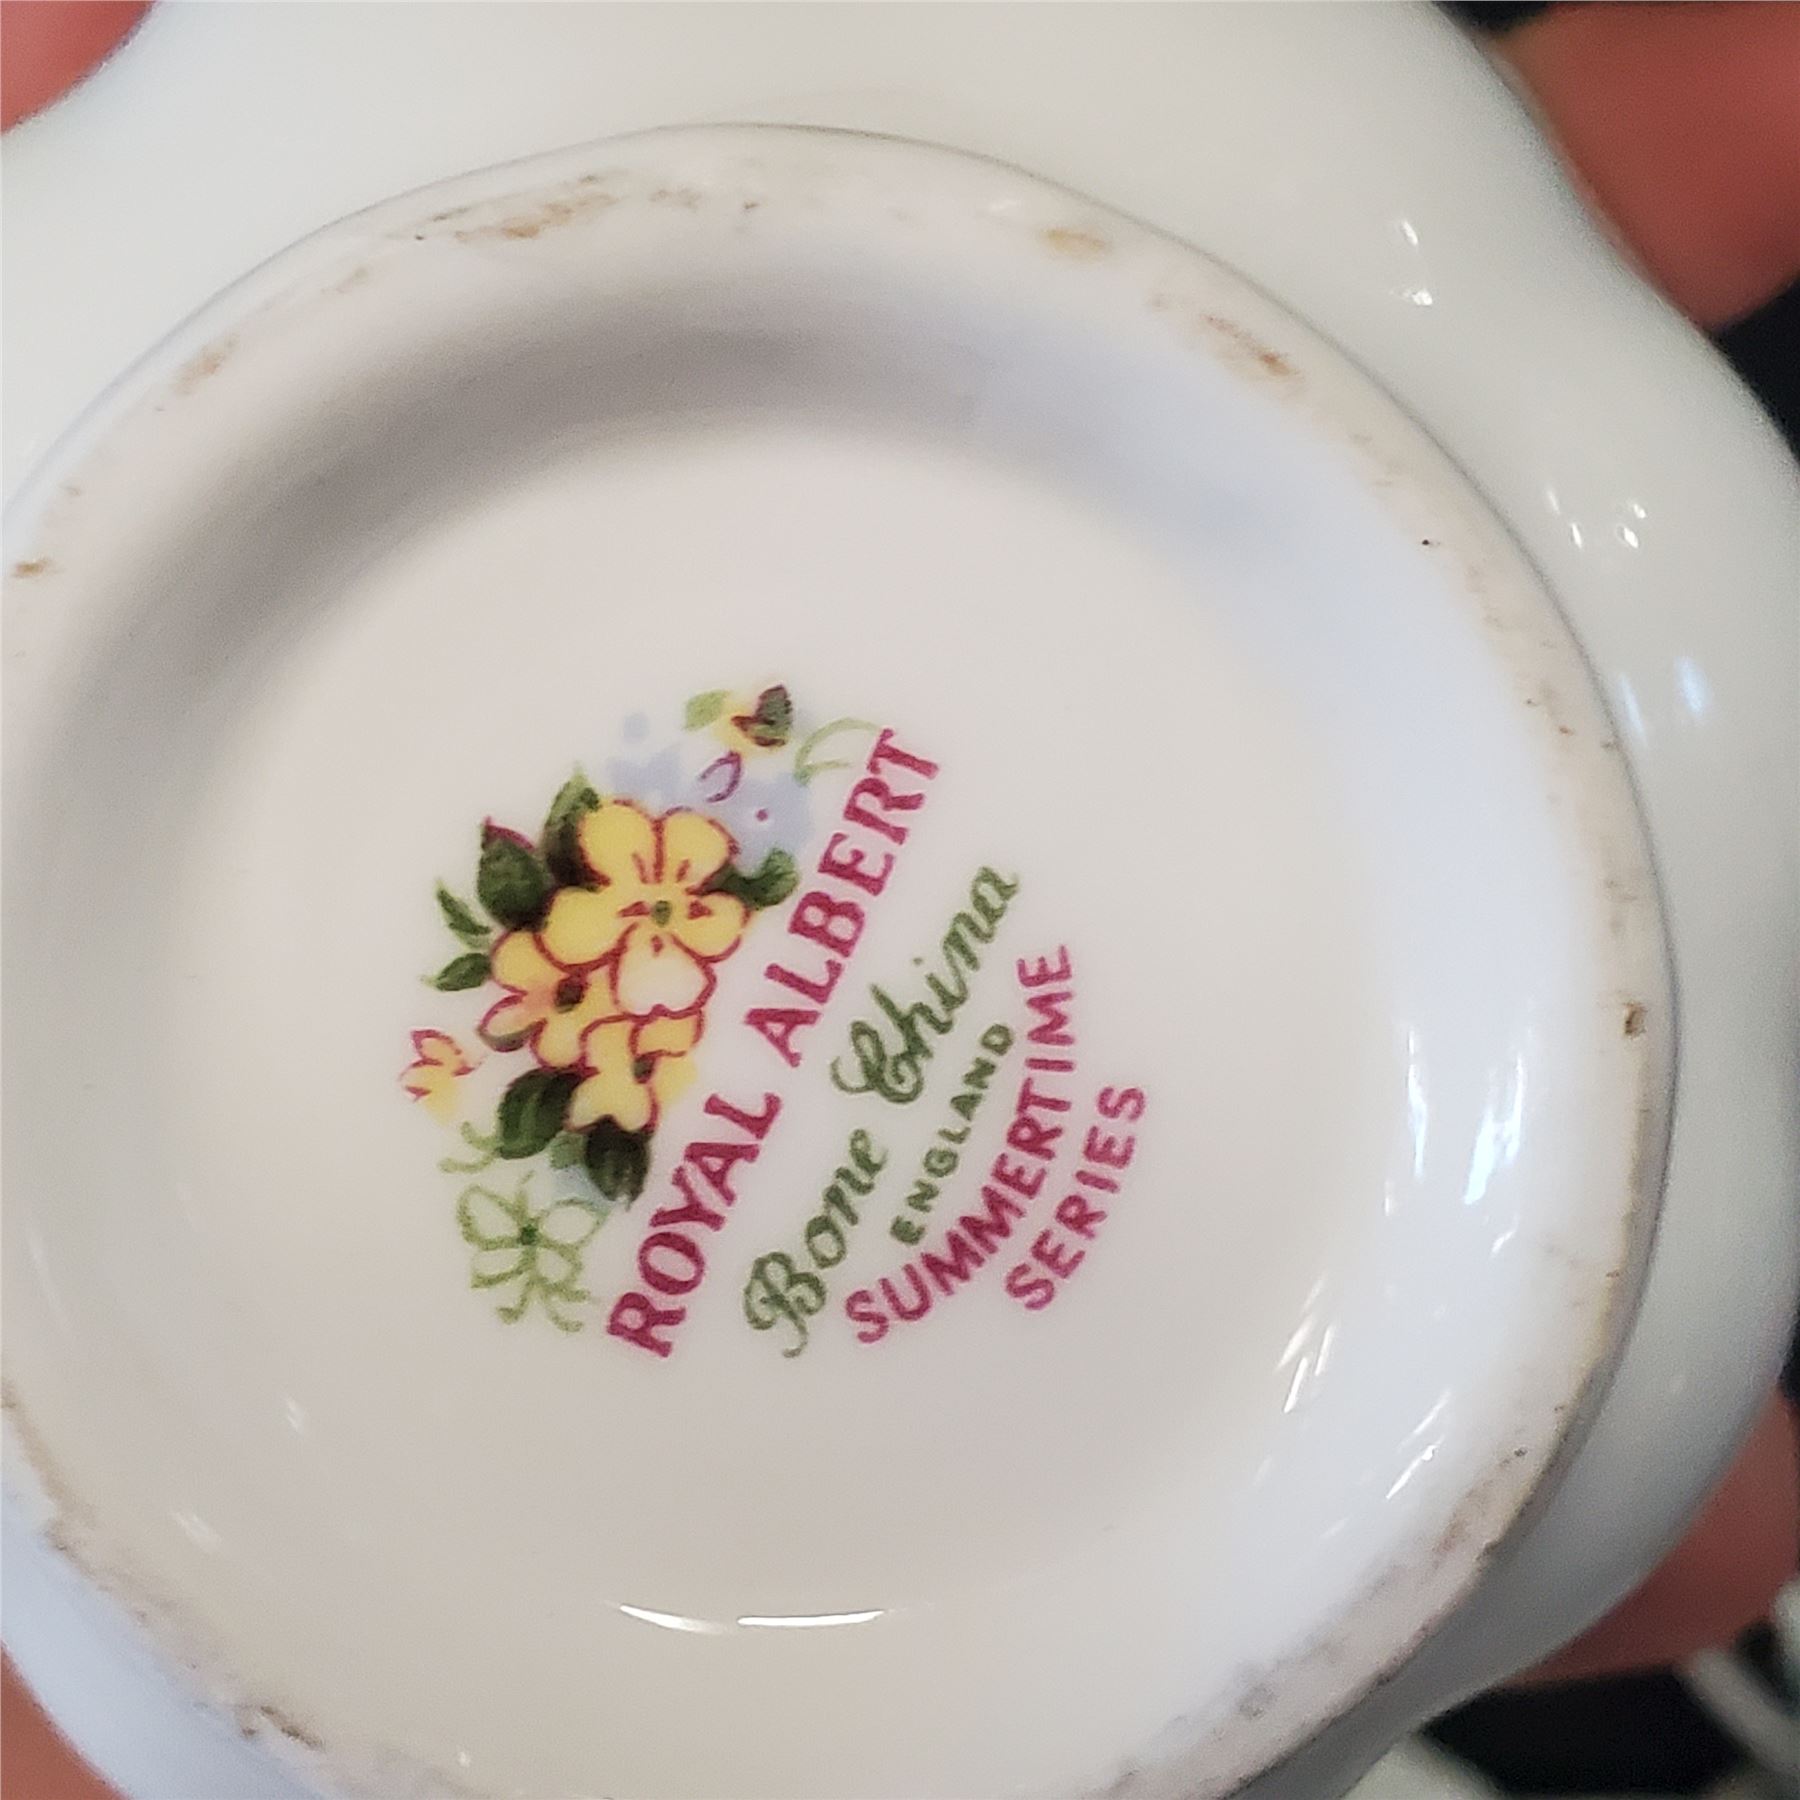 ROYAL ALBERT
Bone China
ENGLAND
SUMMERTIME
SERIES